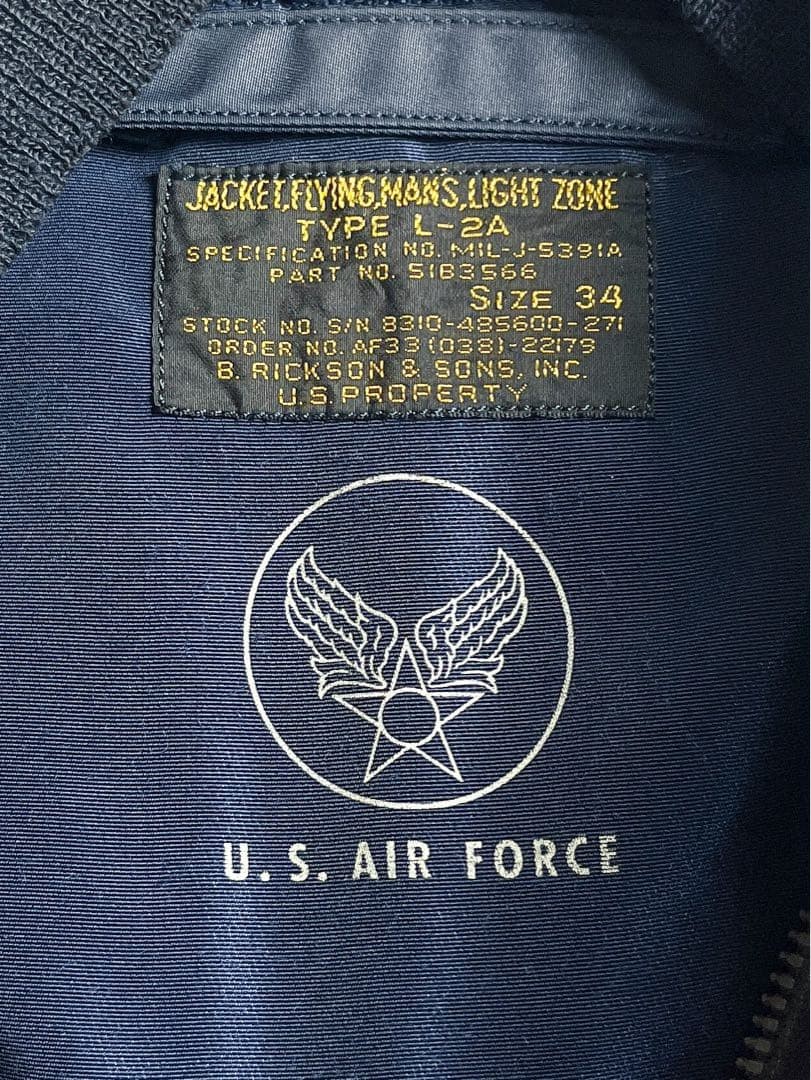 JACKET,FLYING,MAN'S,LIGHT ZONE
TYPE L-2A
SPECIFICATION NO. MIL-J-5391A
PART NO. 51B3566
SIZE 34
STOCK NO. S/N 8310-485600-271
ORDER NO. AF33(038)-22179
B. RICKSON & SONS, INC.
U.S. PROPERTY
U.S. AIR FORCE